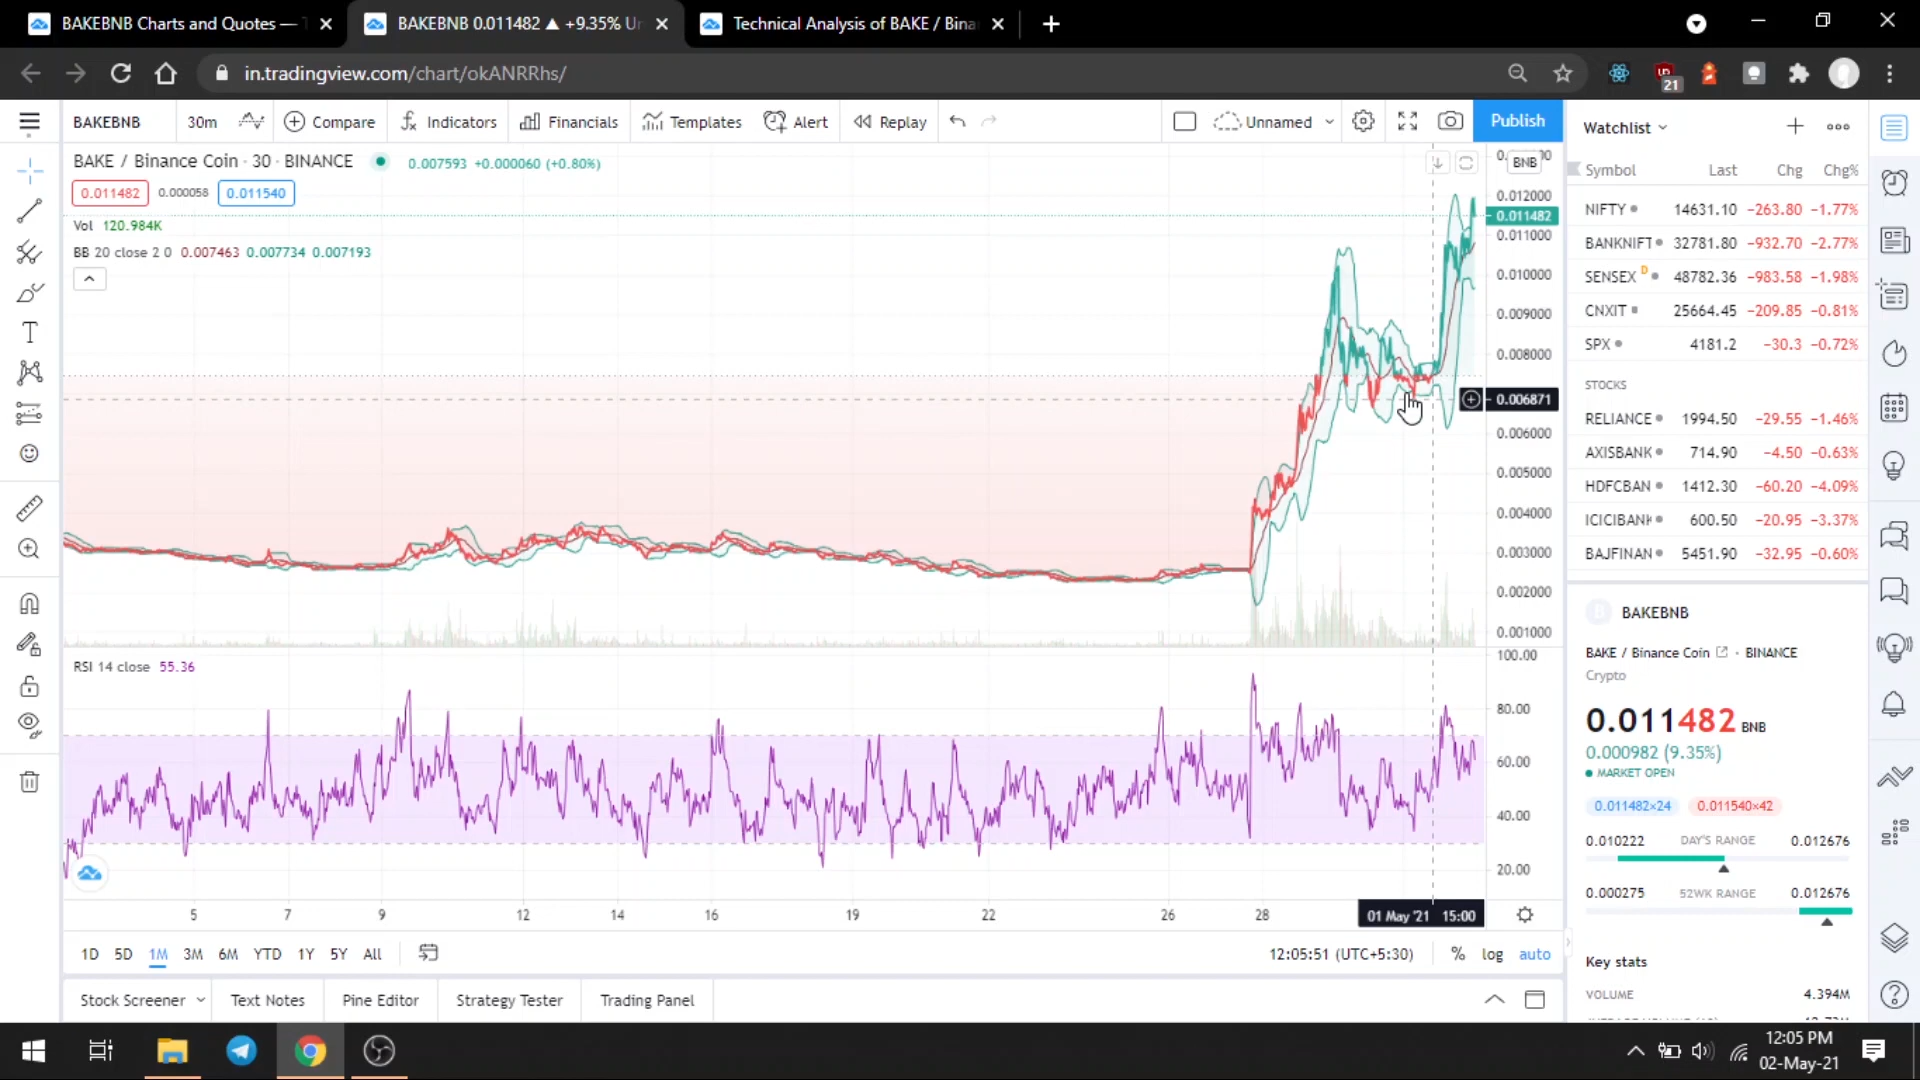 BAKEBNB Charts and Quotes —
BAKEBNB 0.011482 ▲ +9.35% Un
Technical Analysis of BAKE / Bina
in.tradingview.com/chart/okANRRhs/
21
BAKEBNB
30m
Compare
Indicators
Financials
Templates
Alert
Replay
Unnamed
Publish
BAKE / Binance Coin · 30 · BINANCE
0.007593 +0.000060 (+0.80%)
0.011482 0.000058 0.011540
Vol 120.984K
BB 20 close 2 0 0.007463 0.007734 0.007193
BNB
0.012000
0.011482
0.011000
0.010000
0.009000
0.008000
0.006871
0.006000
0.005000
0.004000
0.003000
0.002000
0.001000
RSI 14 close 55.36
100.00
80.00
60.00
40.00
20.00
5 7 9 12 14 16 19 22 26 28
01 May '21 15:00
1D 5D 1M 3M 6M YTD 1Y 5Y All
12:05:51 (UTC+5:30)
% log auto
Stock Screener
Text Notes
Pine Editor
Strategy Tester
Trading Panel
Watchlist
Symbol Last Chg Chg%
NIFTY 14631.10 −263.80 −1.77%
BANKNIFT 32781.80 −932.70 −2.77%
SENSEX D 48782.36 −983.58 −1.98%
CNXIT 25664.45 −209.85 −0.81%
SPX 4181.2 −30.3 −0.72%
STOCKS
RELIANCE 1994.50 −29.55 −1.46%
AXISBANK 714.90 −4.50 −0.63%
HDFCBAN 1412.30 −60.20 −4.09%
ICICIBANK 600.50 −20.95 −3.37%
BAJFINAN 5451.90 −32.95 −0.60%
BAKEBNB
BAKE / Binance Coin · BINANCE
Crypto
0.011482 BNB
0.000982 (9.35%)
MARKET OPEN
0.011482×24 0.011540×42
0.010222 DAY'S RANGE 0.012676
0.000275 52WK RANGE 0.012676
Key stats
VOLUME 4.394M
12:05 PM
02-May-21